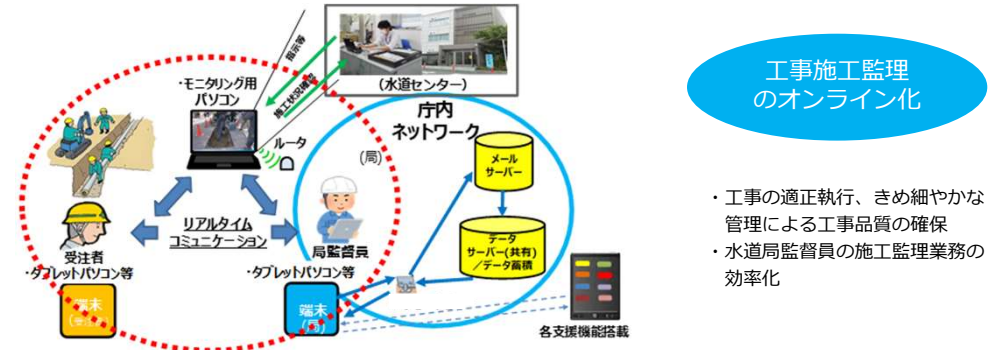 指示等
施工状況確認
(水道センター)
・モニタリング用
パソコン
ルータ
庁内
ネットワーク
(局)
メール
サーバー
データ
サーバー(共有)
／データ蓄積
リアルタイム
コミュニケーション
受注者
・タブレットパソコン等
局監督員
・タブレットパソコン等
端末
(受注者)
端末
(局)
各支援機能搭載
工事施工監理
のオンライン化
・工事の適正執行、きめ細やかな
管理による工事品質の確保
・水道局監督員の施工監理業務の
効率化